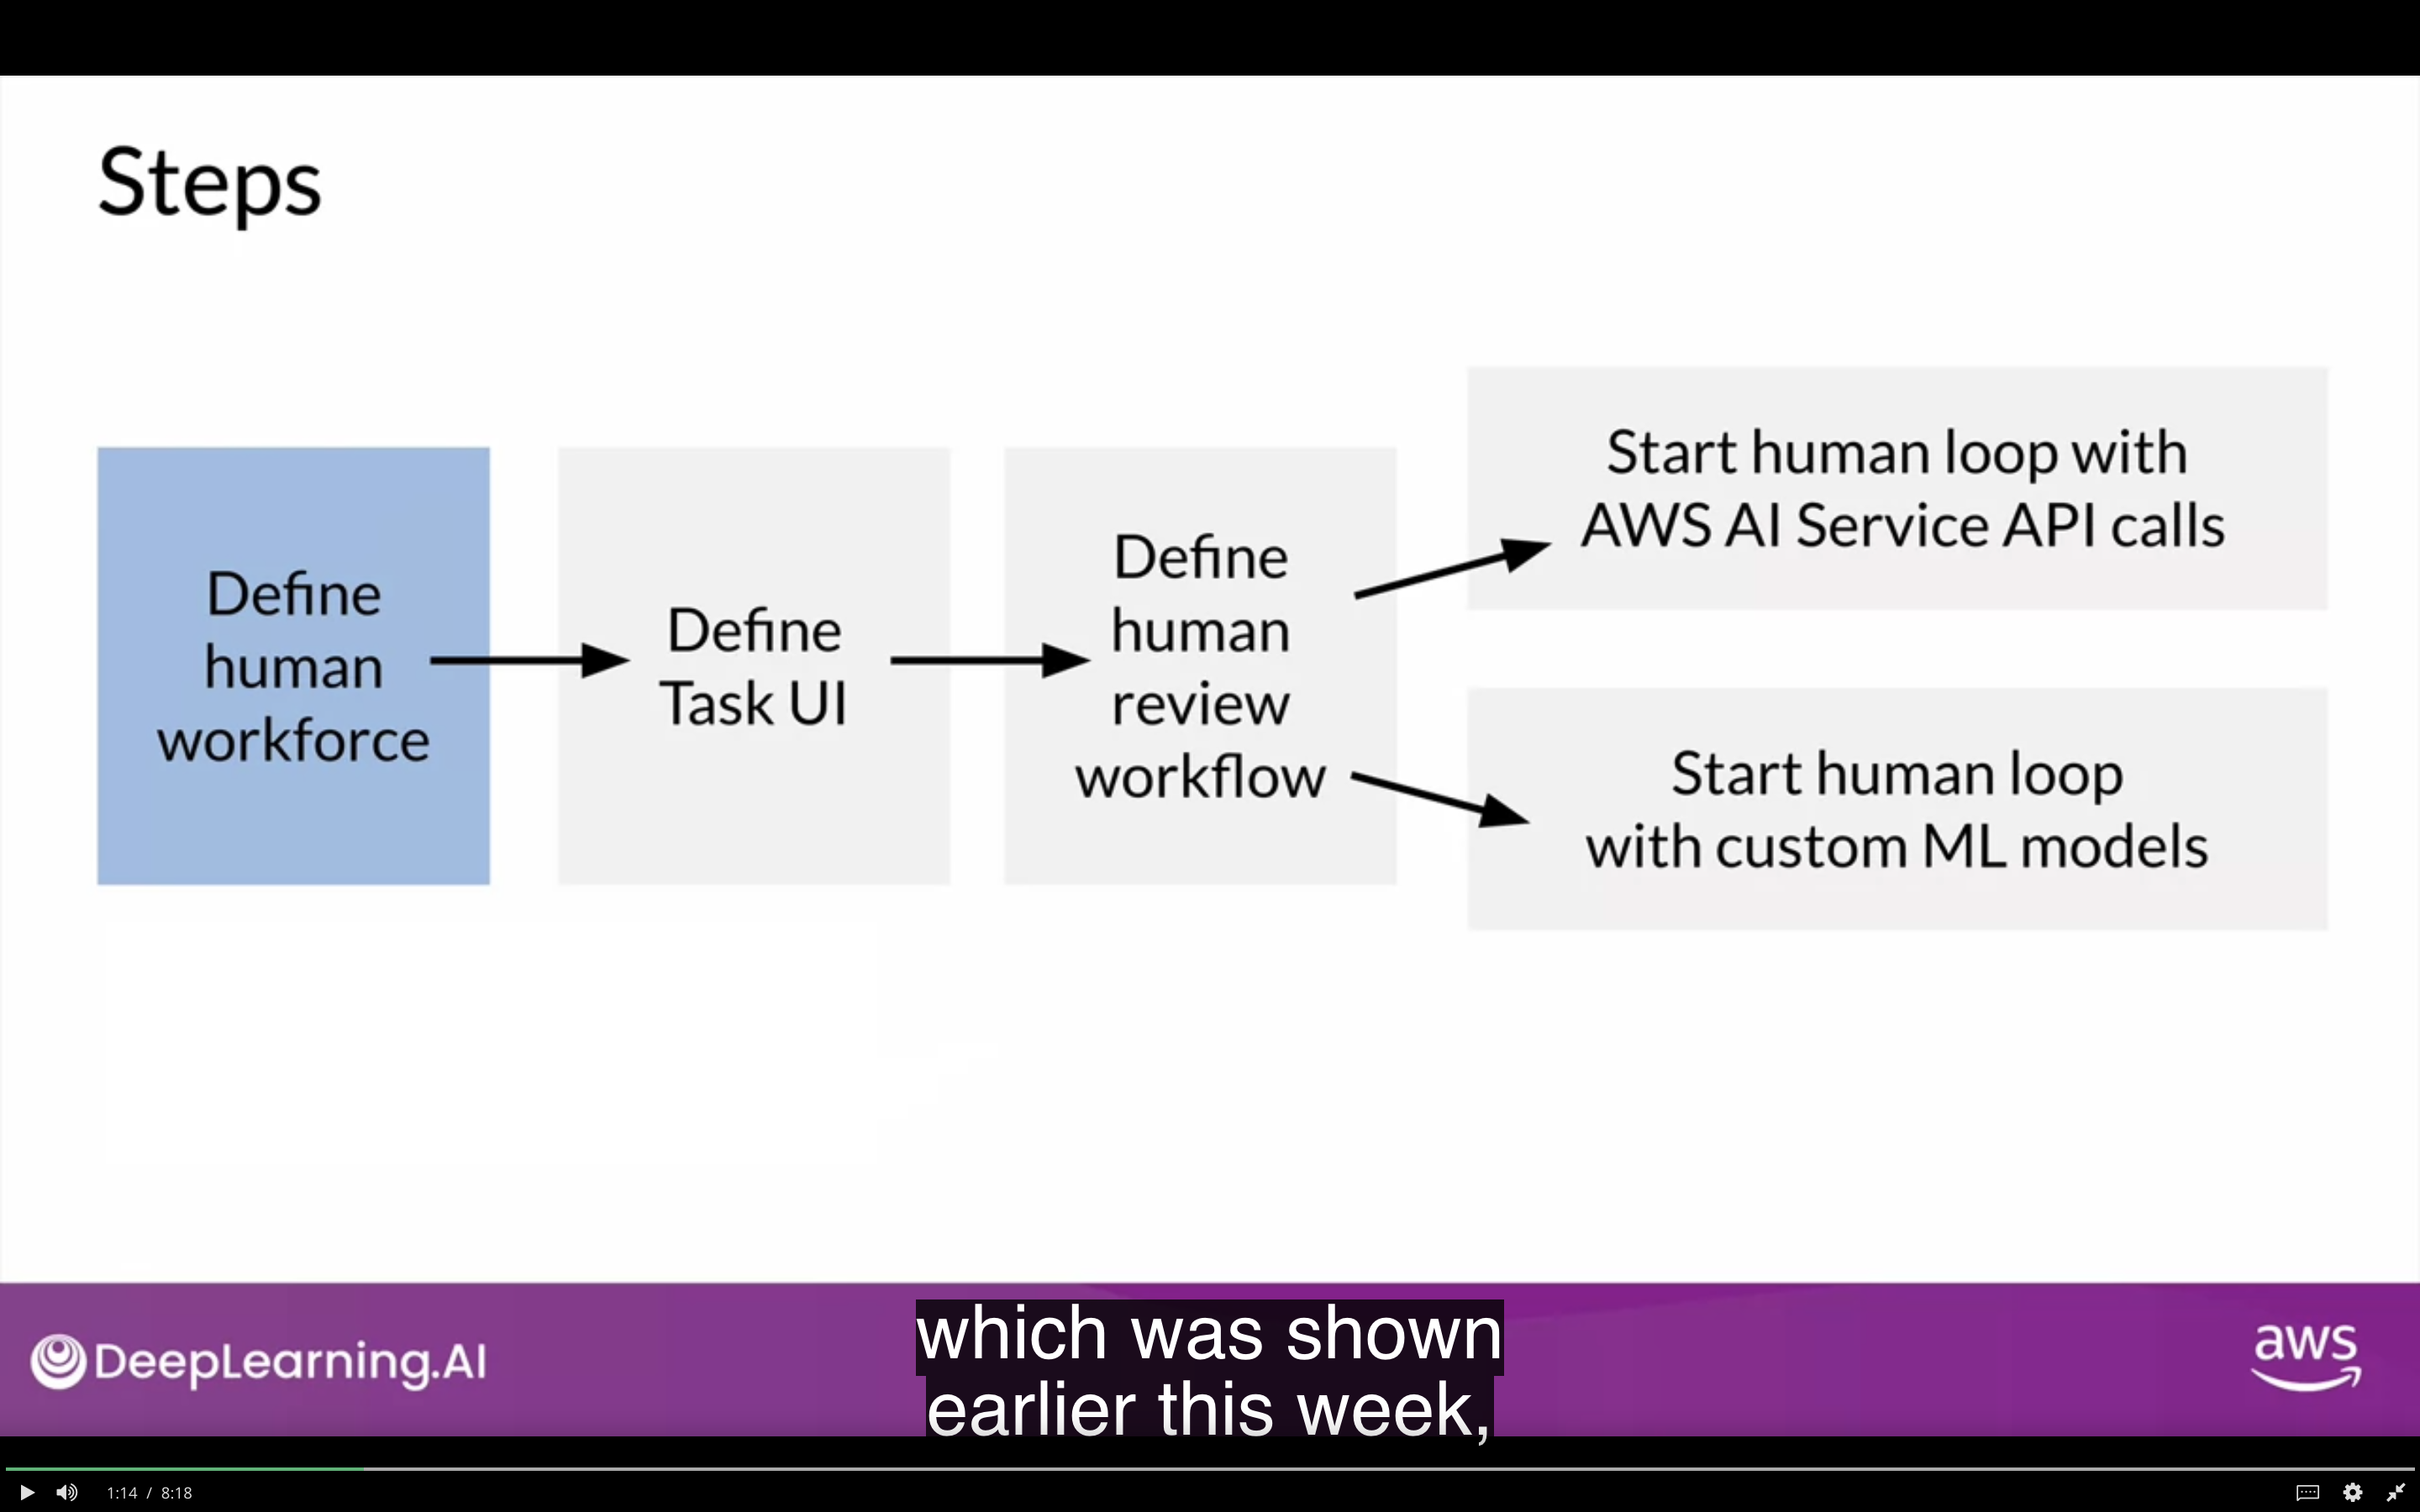 Steps
Define
human
workforce
Define
Task UI
Define
human
review
workflow
Start human loop with
AWS AI Service API calls
Start human loop
with custom ML models
DeepLearning.AI
which was shown
earlier this week,
aws
1:14 / 8:18